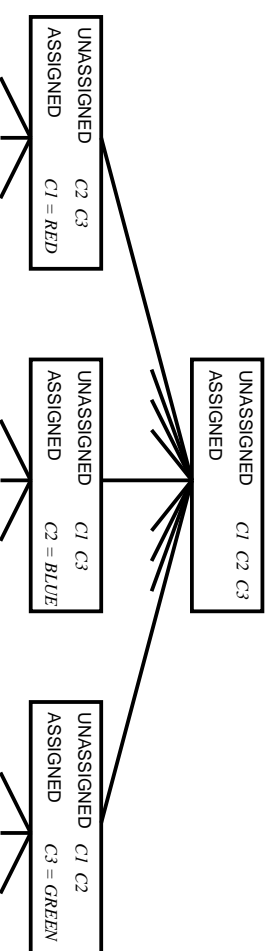 UNASSIGNED C1 C2 C3
ASSIGNED
UNASSIGNED C2 C3
ASSIGNED C1 = RED
UNASSIGNED C1 C3
ASSIGNED C2 = BLUE
UNASSIGNED C1 C2
ASSIGNED C3 = GREEN